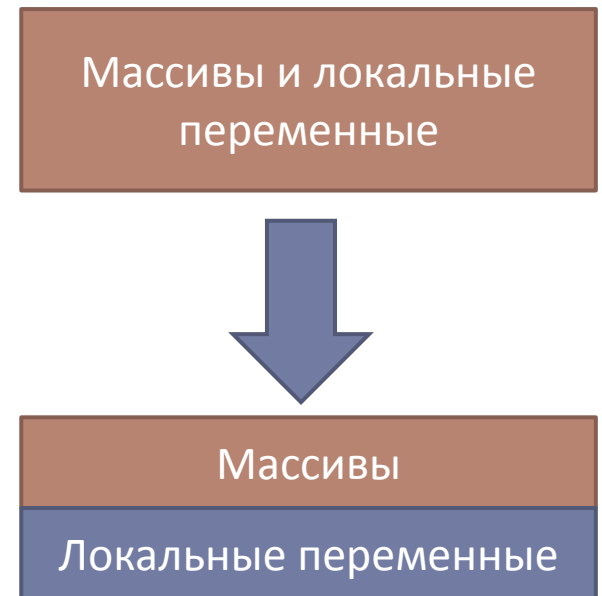 Массивы и локальные
переменные
Массивы
Локальные переменные